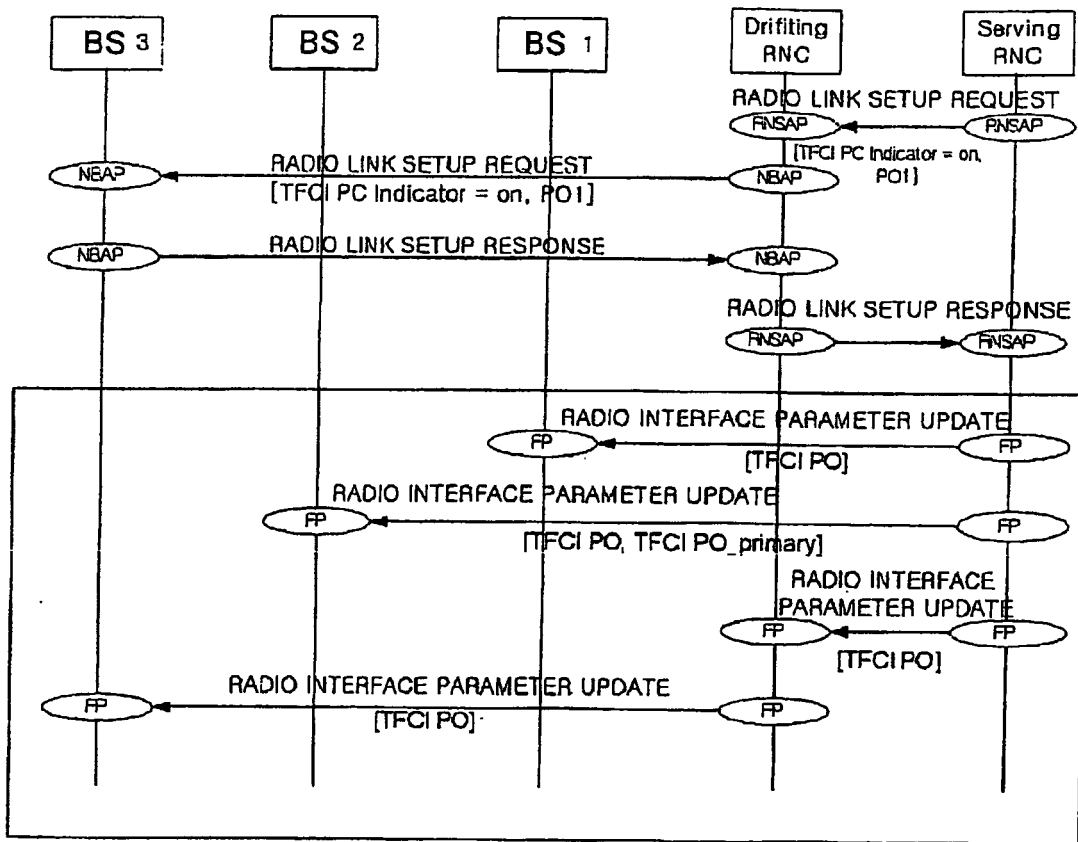 BS 3
BS 2
BS 1
Drifiting
RNC
Serving
RNC
RADIO LINK SETUP REQUEST
RNSAP
RNSAP
[TFCI PC Indicator = on,
PO1]
RADIO LINK SETUP REQUEST
NBAP
NBAP
[TFCI PC Indicator = on, PO1]
RADIO LINK SETUP RESPONSE
NBAP
NBAP
RADIO LINK SETUP RESPONSE
RNSAP
RNSAP
RADIO INTERFACE PARAMETER UPDATE
FP
FP
[TFCI PO]
RADIO INTERFACE PARAMETER UPDATE
FP
FP
[TFCI PO, TFCI PO_primary]
RADIO INTERFACE
PARAMETER UPDATE
FP
FP
[TFCI PO]
RADIO INTERFACE PARAMETER UPDATE
FP
FP
[TFCI PO]